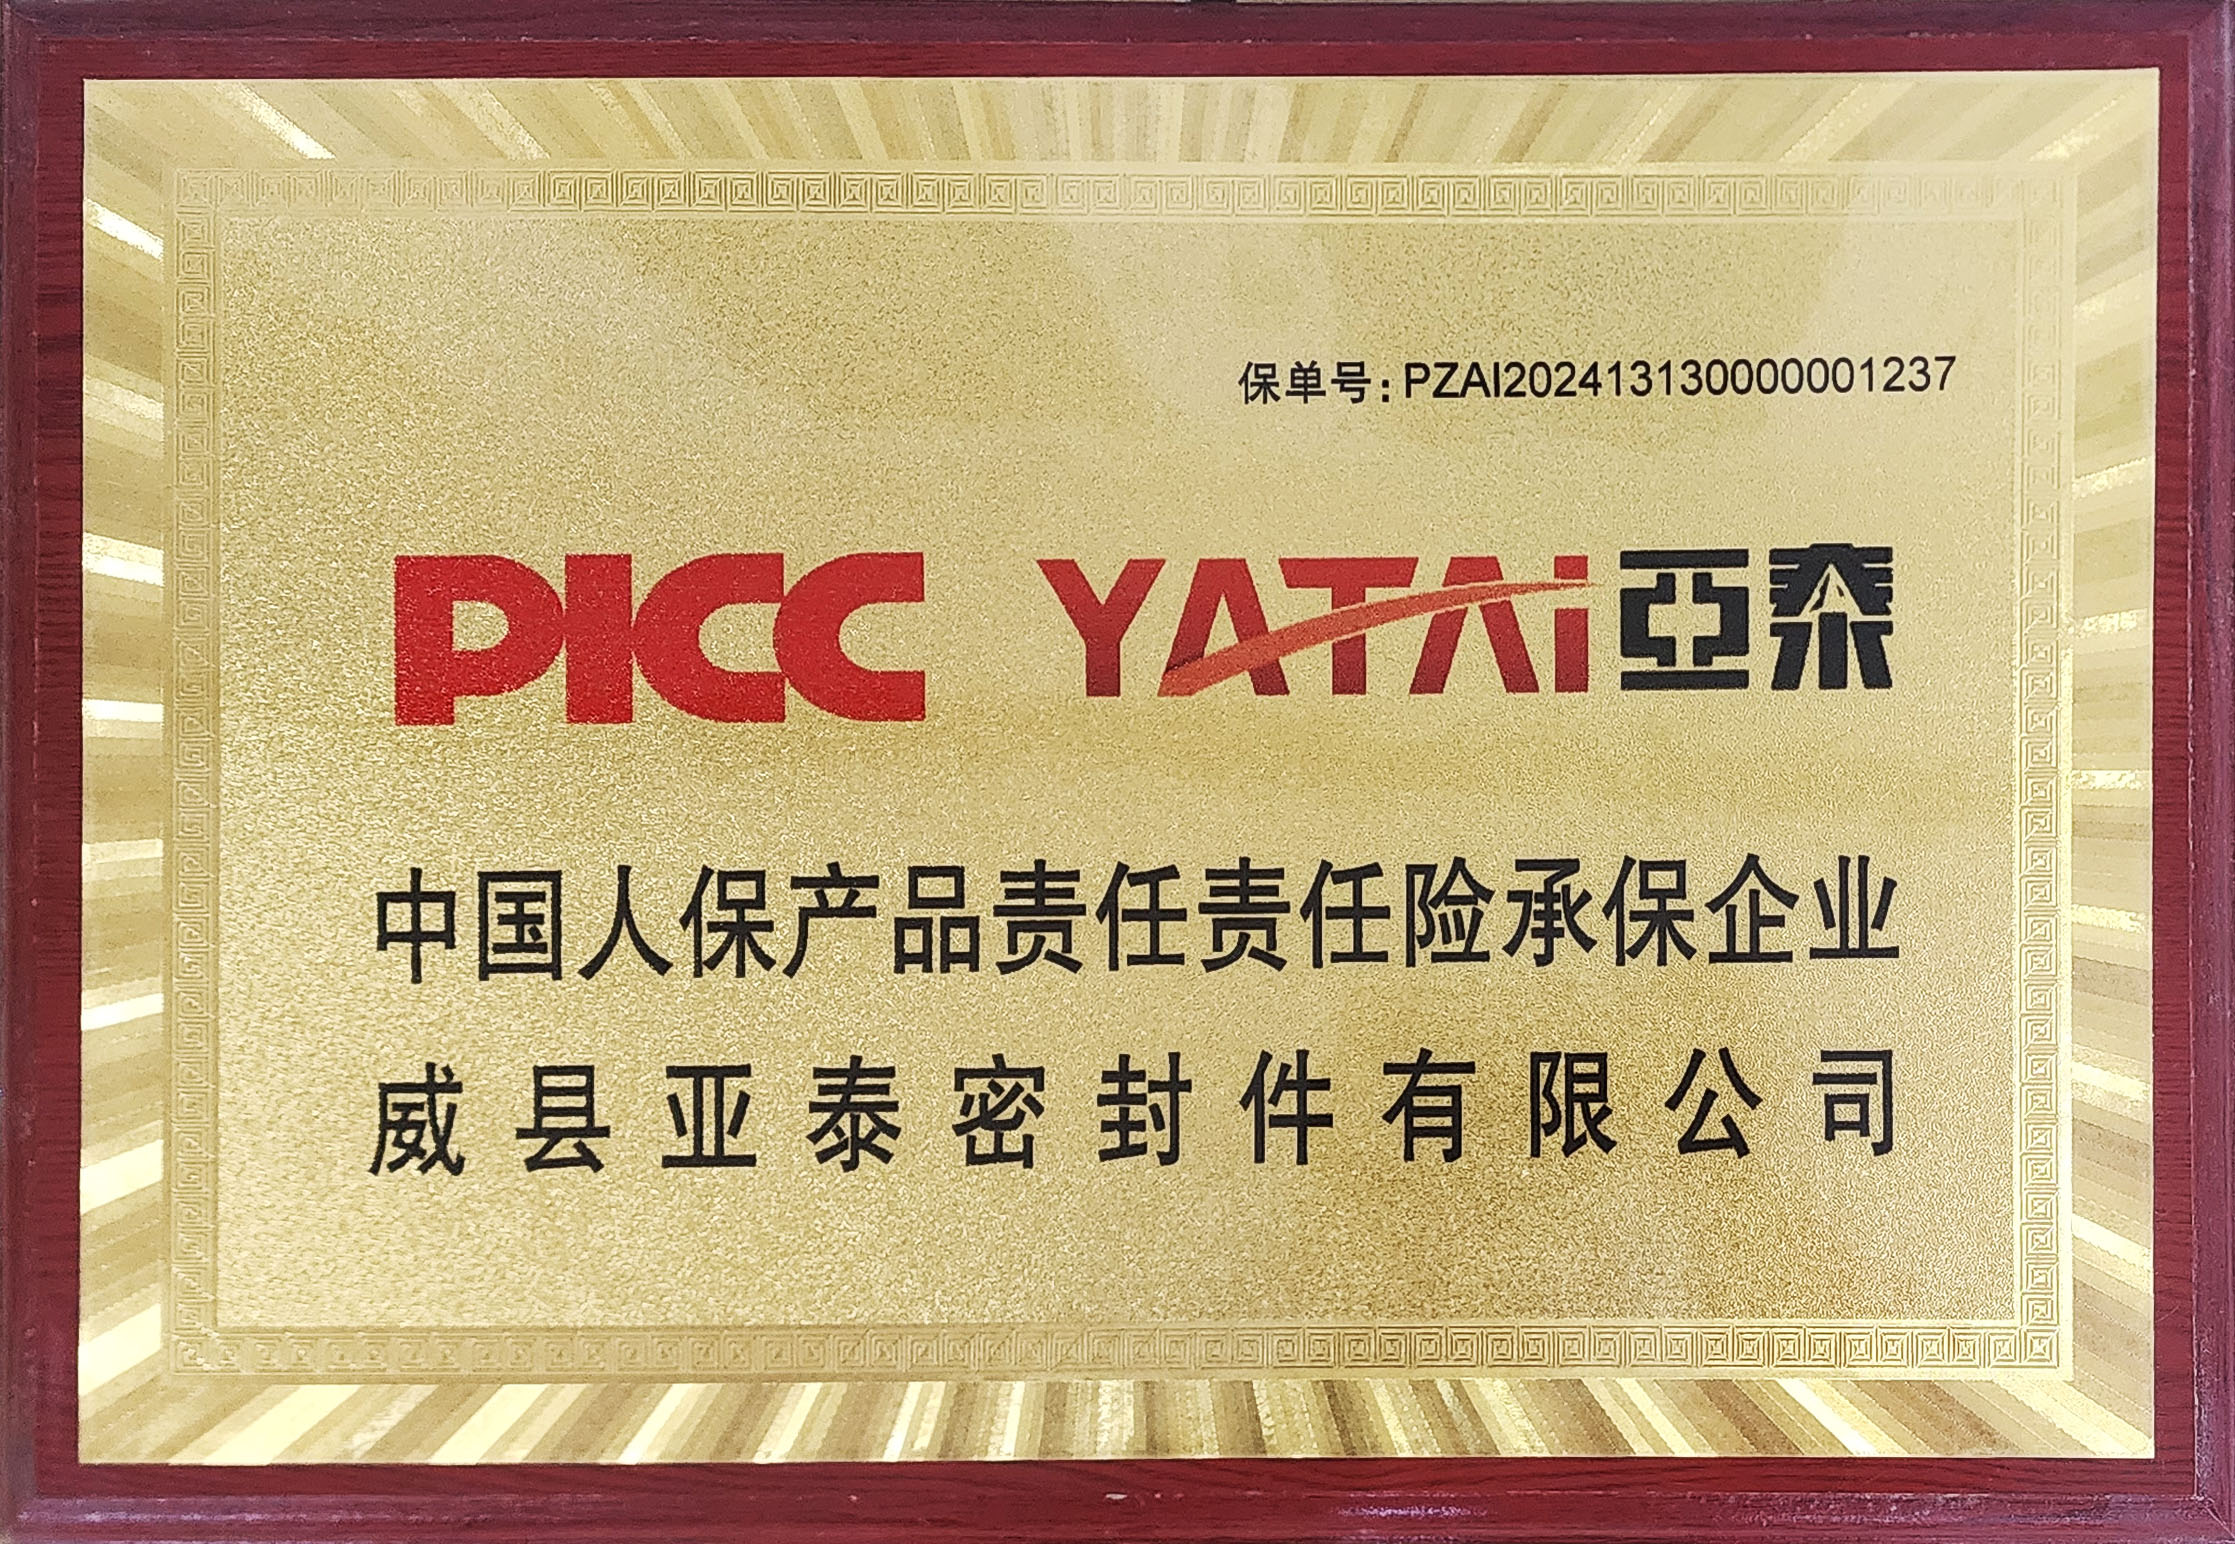 保单号：PZAI202413130000001237
PICC YATAi亞泰
中国人保产品责任责任险承保企业
威县亚泰密封件有限公司